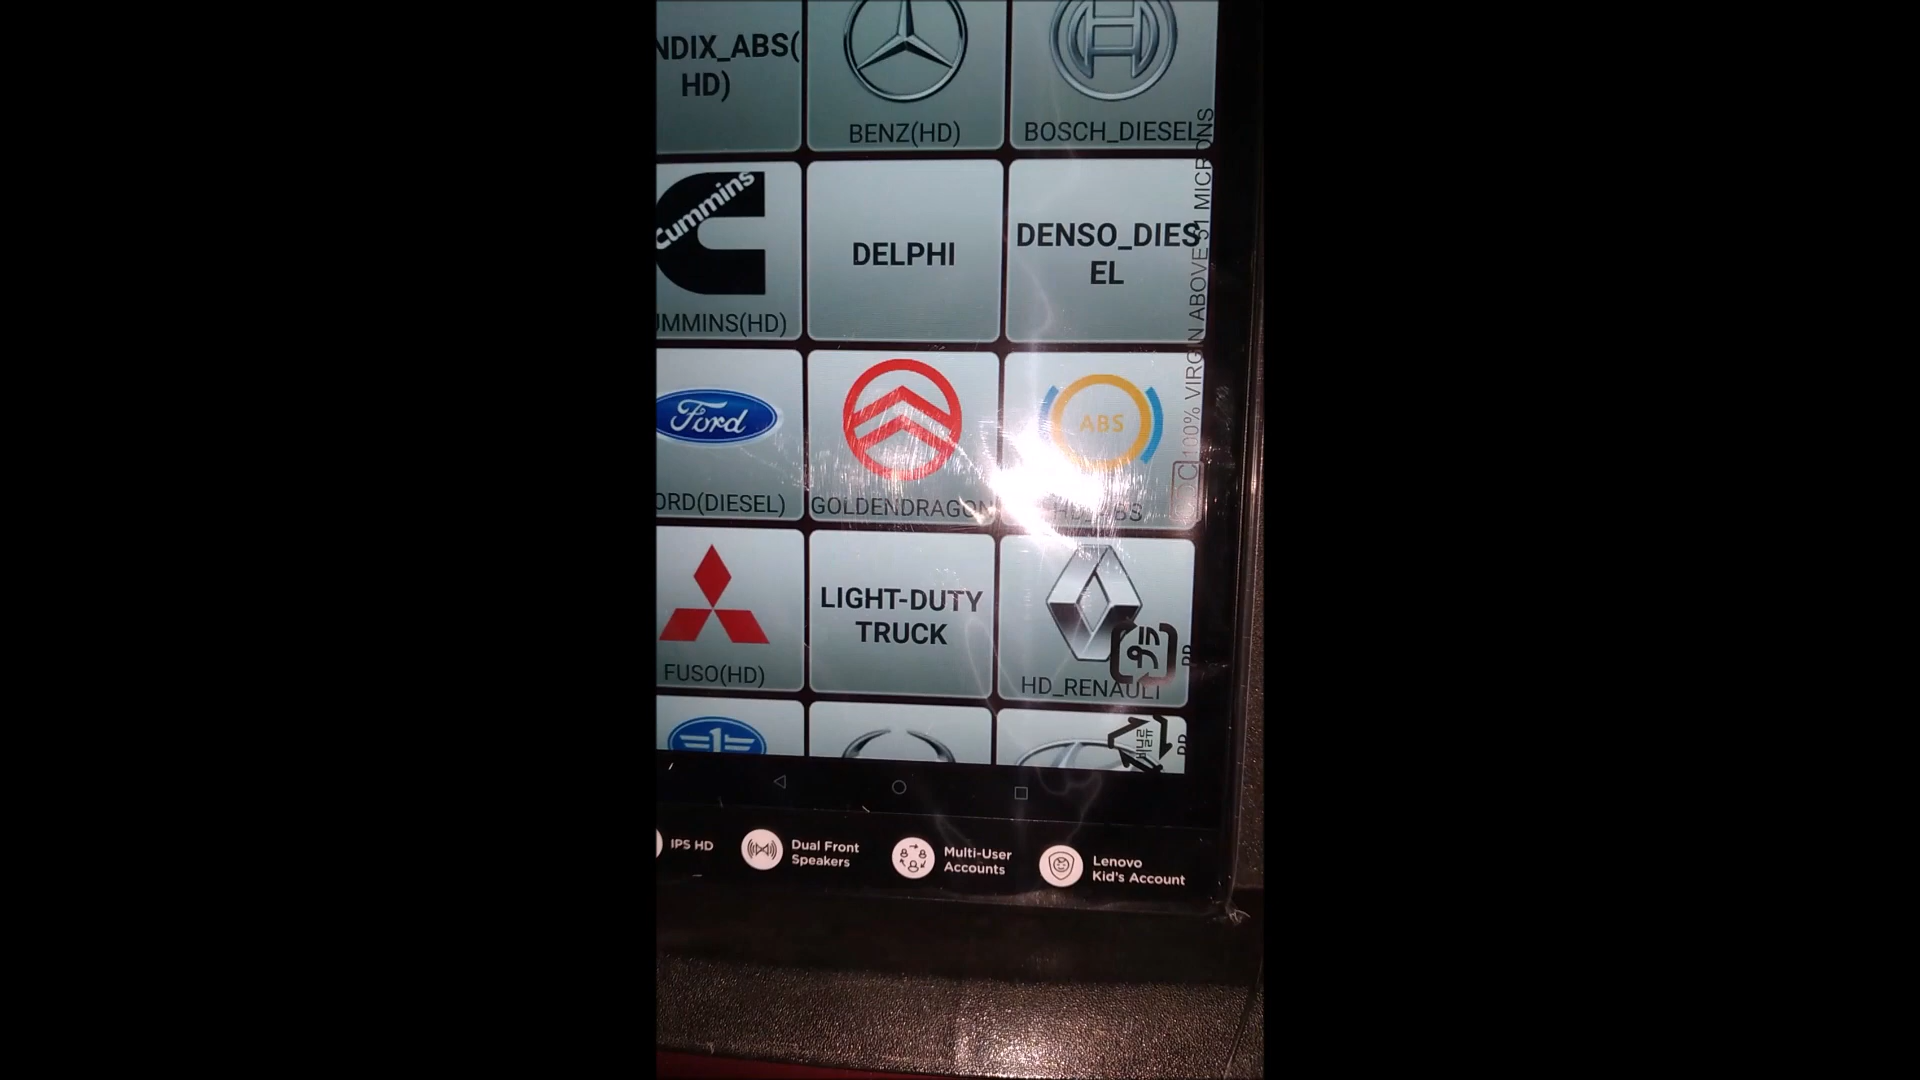 NDIX_ABS(
HD)
BENZ(HD)
BOSCH_DIESEL
Cummins
UMMINS(HD)
DELPHI
DENSO_DIES
EL
Ford
ORD(DIESEL)
GOLDENDRAGON
ABS
FUSO(HD)
LIGHT-DUTY
TRUCK
HD_RENAULT
100% VIRGIN ABOVE 51 MICRONS
PP
PP
IPS HD
Dual Front
Speakers
Multi-User
Accounts
Lenovo
Kid's Account